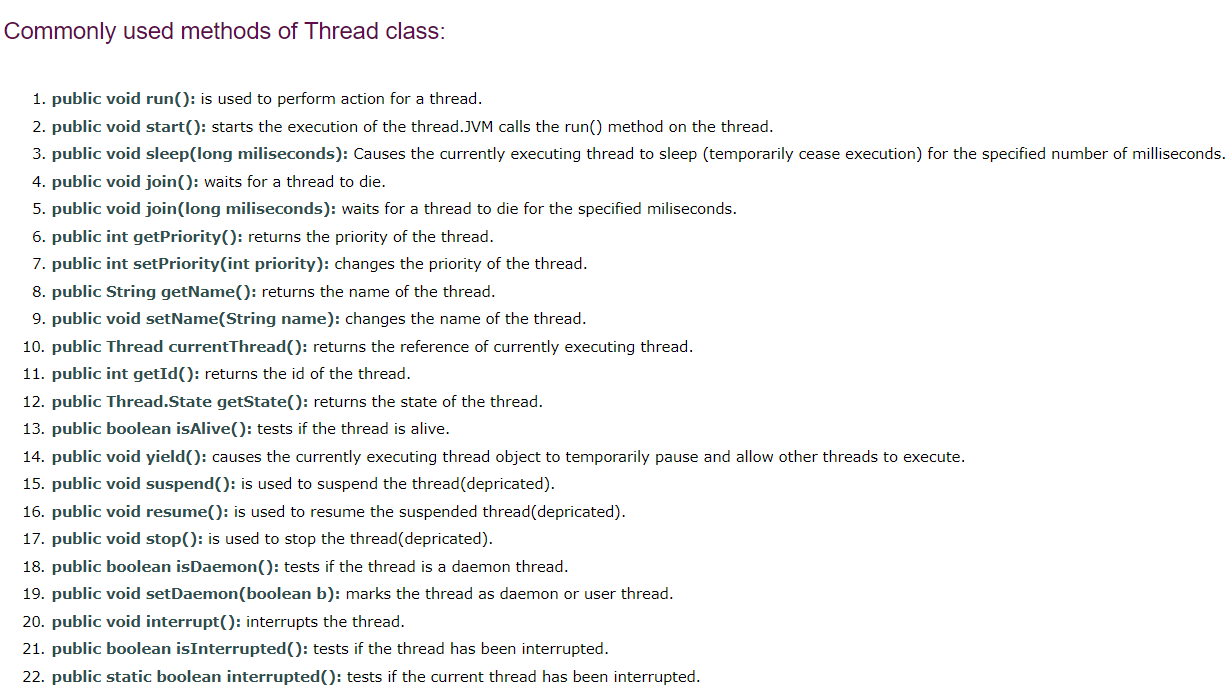 Commonly used methods of Thread class:
1. public void run(): is used to perform action for a thread.
2. public void start(): starts the execution of the thread.JVM calls the run() method on the thread.
3. public void sleep(long miliseconds): Causes the currently executing thread to sleep (temporarily cease execution) for the specified number of milliseconds.
4. public void join(): waits for a thread to die.
5. public void join(long miliseconds): waits for a thread to die for the specified miliseconds.
6. public int getPriority(): returns the priority of the thread.
7. public int setPriority(int priority): changes the priority of the thread.
8. public String getName(): returns the name of the thread.
9. public void setName(String name): changes the name of the thread.
10. public Thread currentThread(): returns the reference of currently executing thread.
11. public int getId(): returns the id of the thread.
12. public Thread.State getState(): returns the state of the thread.
13. public boolean isAlive(): tests if the thread is alive.
14. public void yield(): causes the currently executing thread object to temporarily pause and allow other threads to execute.
15. public void suspend(): is used to suspend the thread(depricated).
16. public void resume(): is used to resume the suspended thread(depricated).
17. public void stop(): is used to stop the thread(depricated).
18. public boolean isDaemon(): tests if the thread is a daemon thread.
19. public void setDaemon(boolean b): marks the thread as daemon or user thread.
20. public void interrupt(): interrupts the thread.
21. public boolean isInterrupted(): tests if the thread has been interrupted.
22. public static boolean interrupted(): tests if the current thread has been interrupted.